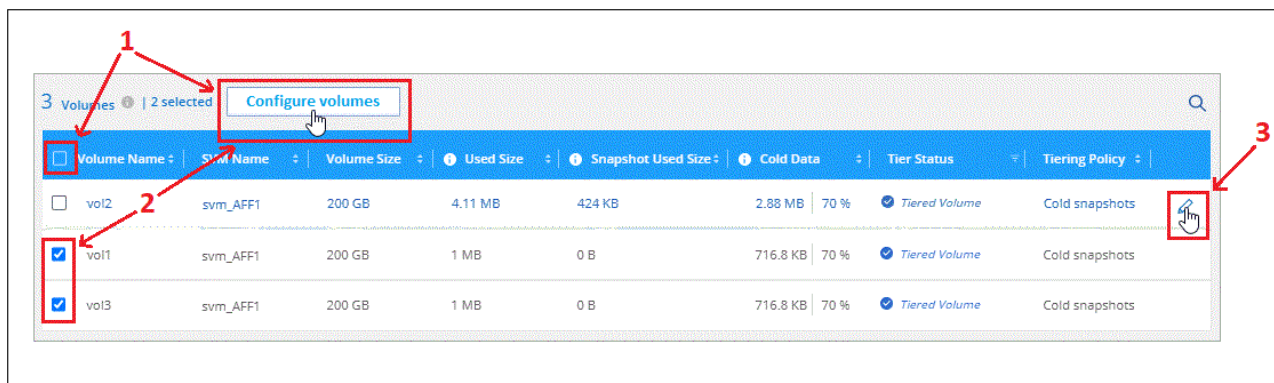 1
3 Volumes | 2 selected Configure volumes
3
Volume Name SVM Name Volume Size Used Size Snapshot Used Size Cold Data Tier Status Tiering Policy
2
vol2 svm_AFF1 200 GB 4.11 MB 424 KB 2.88 MB 70 % Tiered Volume Cold snapshots
vol1 svm_AFF1 200 GB 1 MB 0 B 716.8 KB 70 % Tiered Volume Cold snapshots
vol3 svm_AFF1 200 GB 1 MB 0 B 716.8 KB 70 % Tiered Volume Cold snapshots